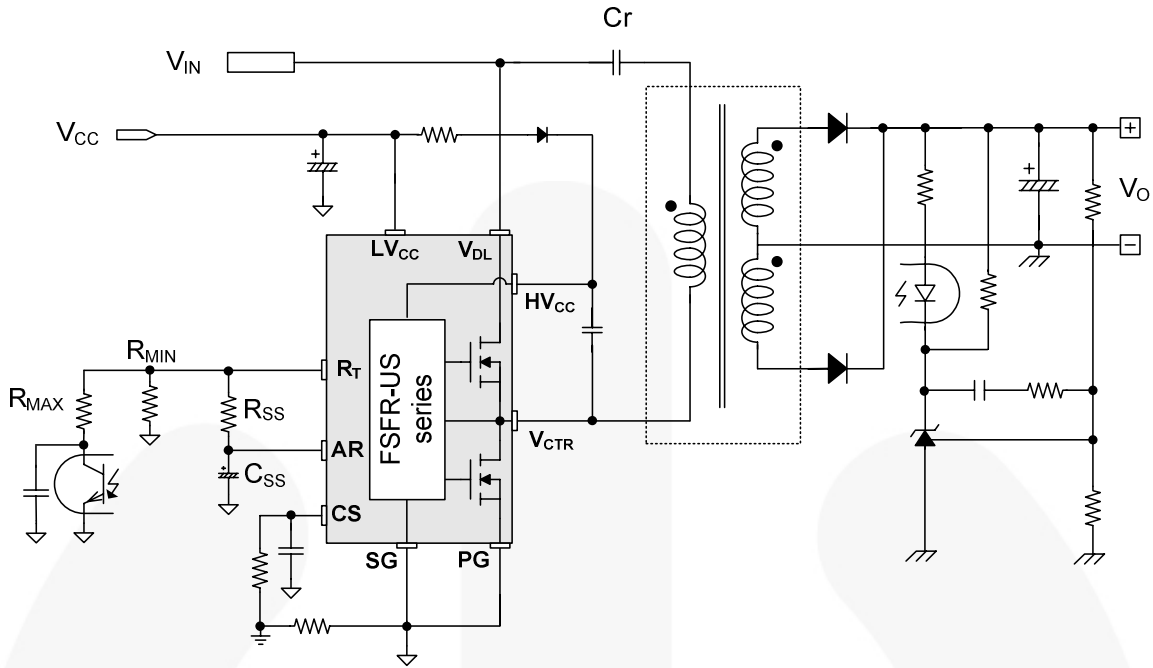 Cr
VIN
VCC
+
+
+
VO
LVCC
VDL
−
HVCC
RMIN
RT
RMAX
RSS
FSFR-US
series
AR
VCTR
+
CSS
CS
SG
PG